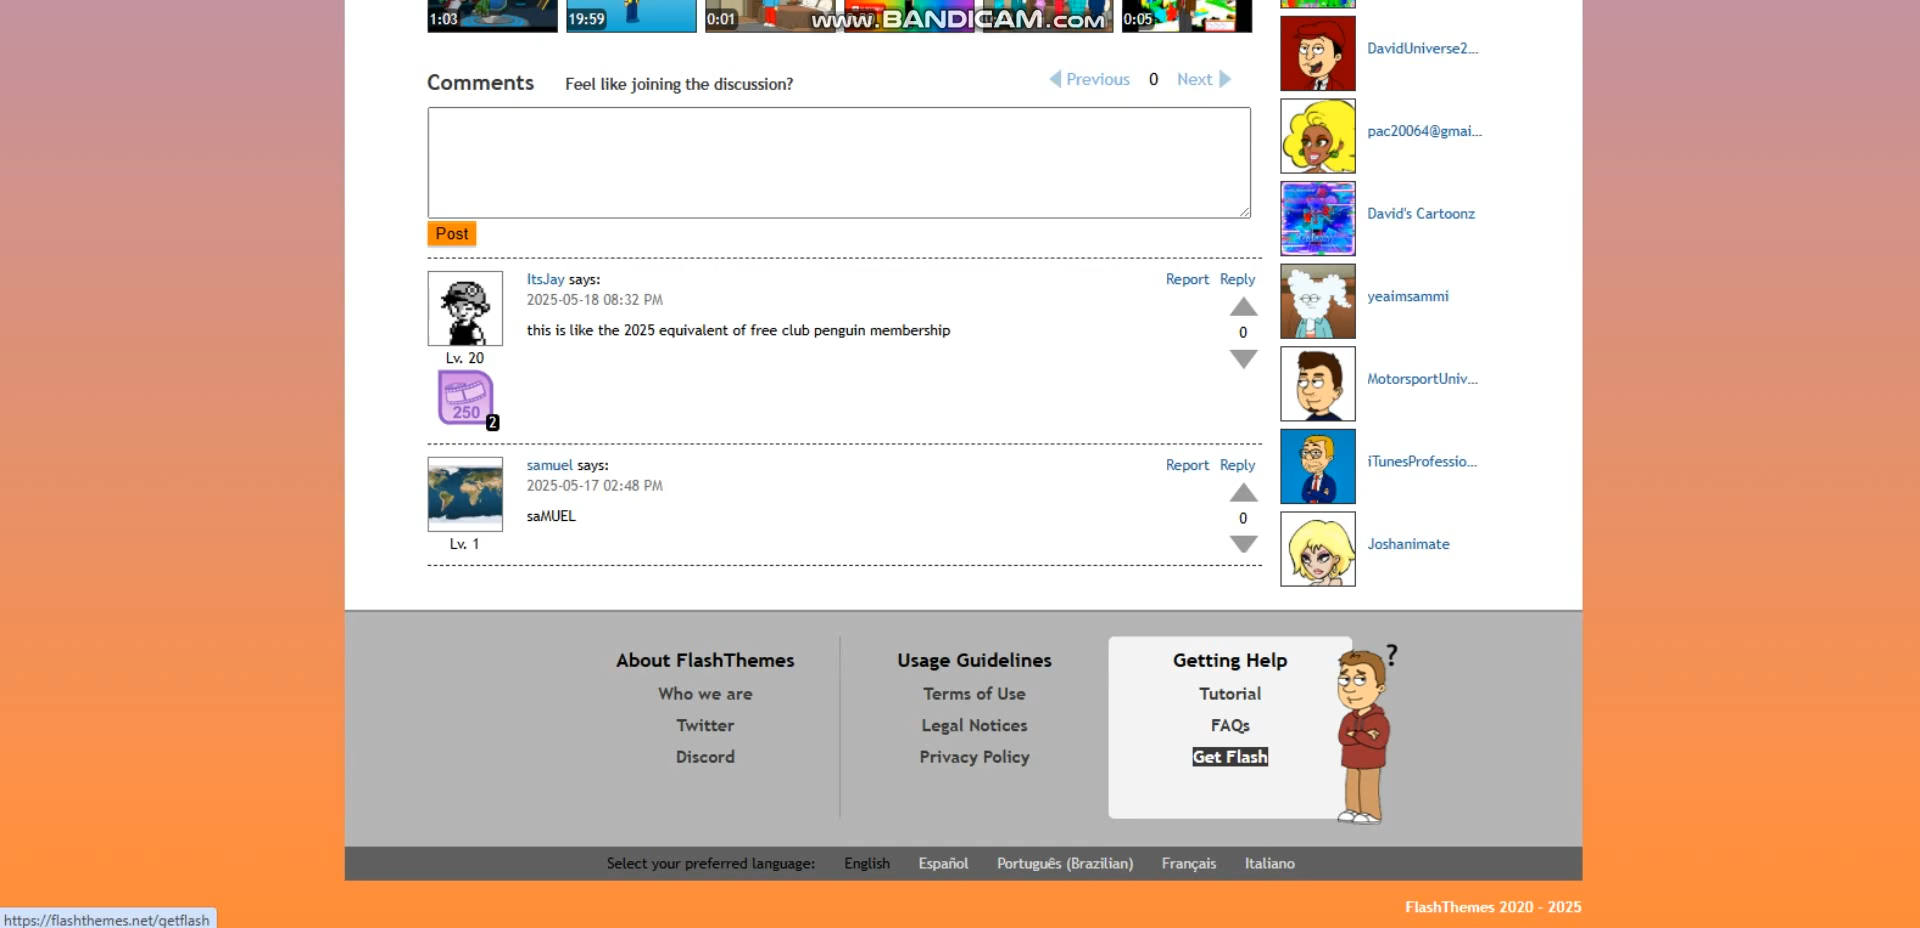 1:03
19:59
0:01
www.BANDICAM.com
0:05
DavidUniverse2...
Comments
Feel like joining the discussion?
Previous 0 Next
pac20064@gmai...
David's Cartoonz
Post
ItsJay says:
Report Reply
2025-05-18 08:32 PM
this is like the 2025 equivalent of free club penguin membership
0
yeaimsammi
Lv. 20
250
2
MotorsportUniv...
samuel says:
Report Reply
2025-05-17 02:48 PM
saMUEL
0
Lv. 1
iTunesProfessio...
Joshanimate
About FlashThemes
Who we are
Twitter
Discord
Usage Guidelines
Terms of Use
Legal Notices
Privacy Policy
Getting Help
Tutorial
FAQs
Get Flash
?
Select your preferred language: English Español Português (Brazilian) Français Italiano
FlashThemes 2020 - 2025
https://flashthemes.net/getflash